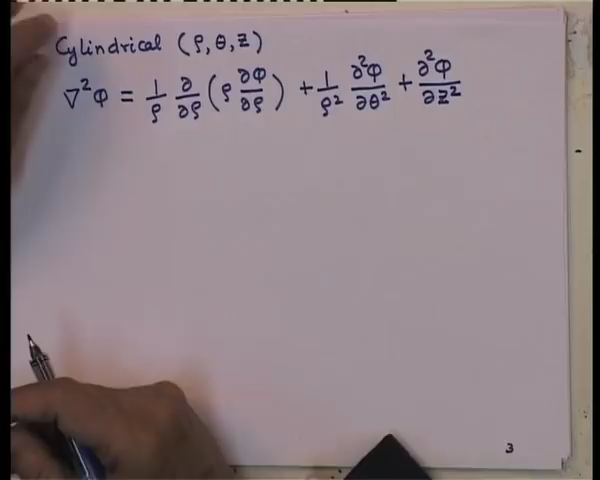 Cylindrical (ρ, θ, z)
∇²φ = 1/ρ ∂/∂ρ (ρ ∂φ/∂ρ) + 1/ρ² ∂²φ/∂θ² + ∂²φ/∂z²
3